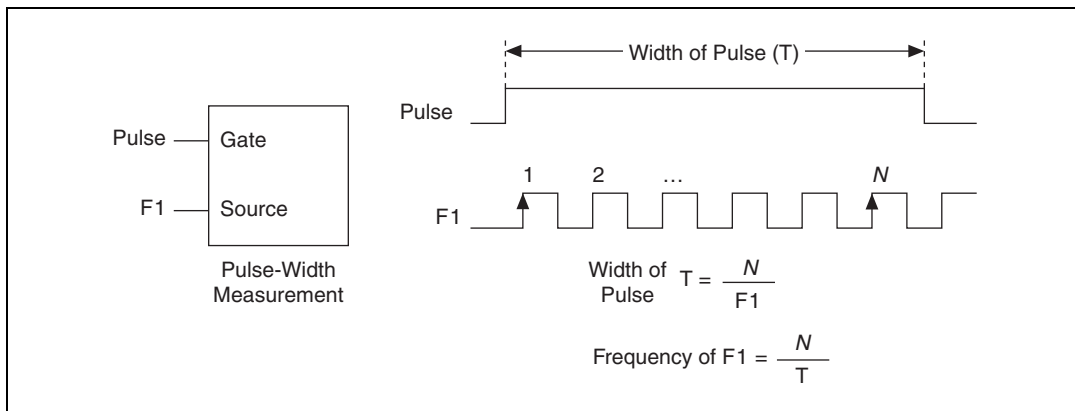 Width of Pulse (T)
Pulse
Pulse
Gate
F1
Source
Pulse-Width
Measurement
1 2 … N
F1
Width of
Pulse
T = N / F1
Frequency of F1 = N / T